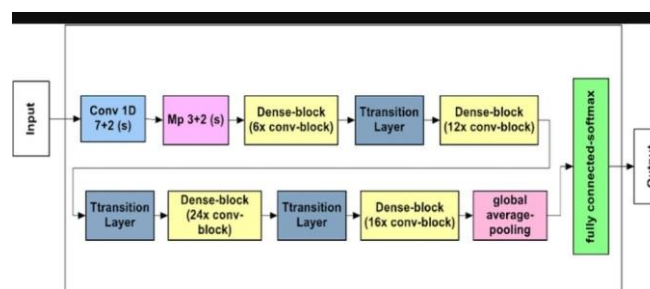 Input
Conv 1D
7+2 (s)
Mp 3+2 (s)
Dense-block
(6x conv-block)
Ttransition
Layer
Dense-block
(12x conv-block)
Ttransition
Layer
Dense-block
(24x conv-
block)
Ttransition
Layer
Dense-block
(16x conv-block)
global
average-
pooling
fully connected-softmax
Output